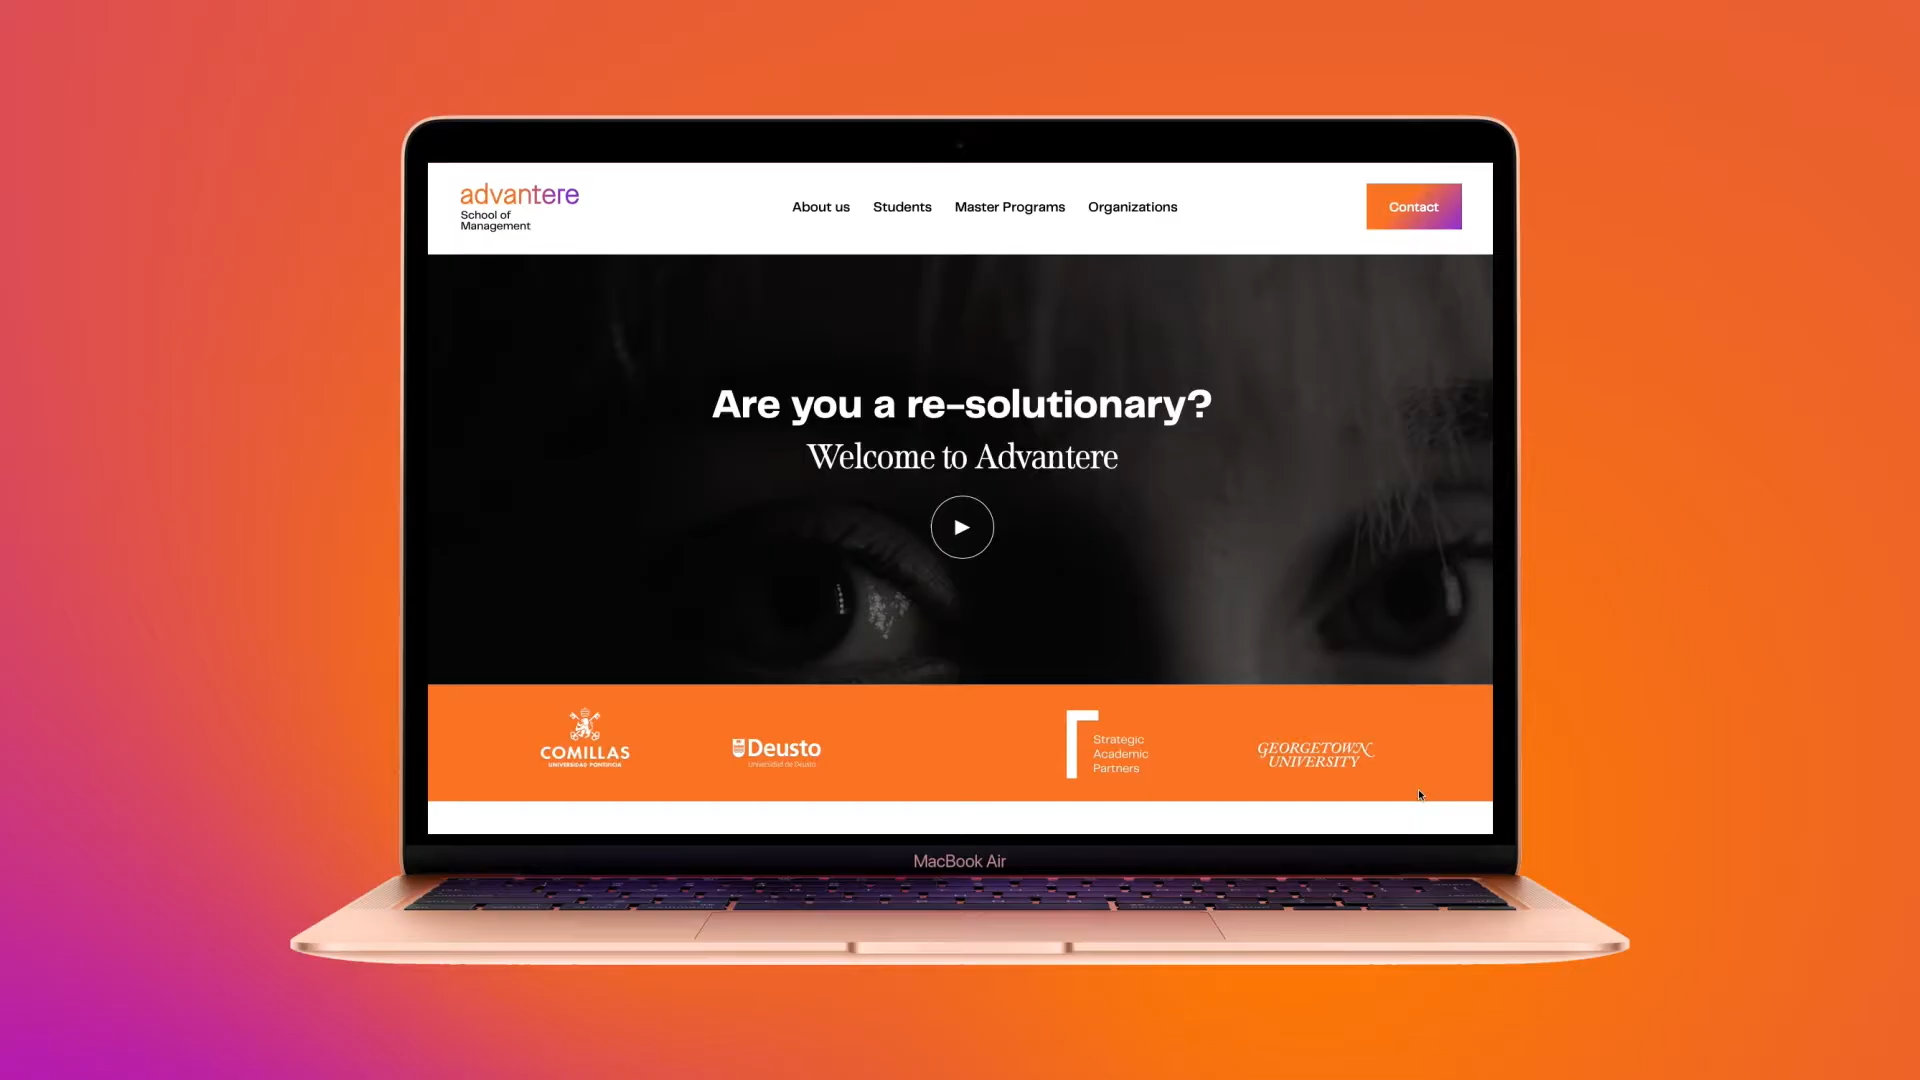 advantere
School of
Management
About us
Students
Master Programs
Organizations
Contact
Are you a re-solutionary?
Welcome to Advantere
COMILLAS
UNIVERSIDAD PONTIFICIA
Deusto
Universidad de Deusto
Strategic
Academic
Partners
GEORGETOWN
UNIVERSITY
MacBook Air